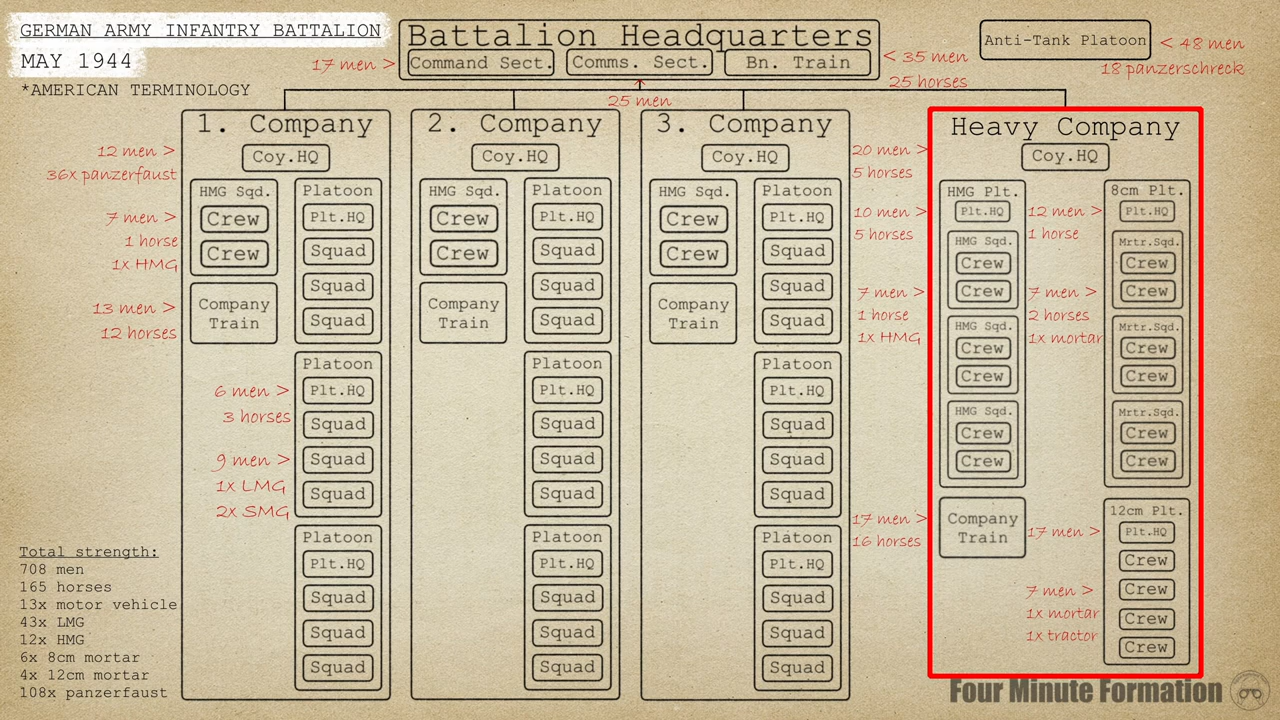 GERMAN ARMY INFANTRY BATTALION
MAY 1944
*AMERICAN TERMINOLOGY
Battalion Headquarters
17 men >
Command Sect.
Comms. Sect.
Bn. Train
< 35 men
25 horses
25 men
Anti-Tank Platoon
< 48 men
18 panzerschreck
1. Company
Coy.HQ
12 men >
36x panzerfaust
HMG Sqd.
Crew
Crew
7 men >
1 horse
1x HMG
Company
Train
13 men >
12 horses
Platoon
Plt.HQ
Squad
Squad
Squad
Platoon
Plt.HQ
Squad
Squad
Squad
6 men >
3 horses
9 men >
1x LMG
2x SMG
Platoon
Plt.HQ
Squad
Squad
Squad
2. Company
Coy.HQ
HMG Sqd.
Crew
Crew
Company
Train
Platoon
Plt.HQ
Squad
Squad
Squad
Platoon
Plt.HQ
Squad
Squad
Squad
Platoon
Plt.HQ
Squad
Squad
Squad
3. Company
Coy.HQ
HMG Sqd.
Crew
Crew
Company
Train
Platoon
Plt.HQ
Squad
Squad
Squad
Platoon
Plt.HQ
Squad
Squad
Squad
Platoon
Plt.HQ
Squad
Squad
Squad
Heavy Company
Coy.HQ
20 men >
5 horses
HMG Plt.
Plt.HQ
10 men >
5 horses
HMG Sqd.
Crew
Crew
7 men >
1 horse
1x HMG
HMG Sqd.
Crew
Crew
HMG Sqd.
Crew
Crew
Company
Train
17 men >
16 horses
8cm Plt.
Plt.HQ
12 men >
1 horse
Mrtr.Sqd.
Crew
Crew
7 men >
2 horses
1x mortar
Mrtr.Sqd.
Crew
Crew
Mrtr.Sqd.
Crew
Crew
12cm Plt.
Plt.HQ
17 men >
Crew
Crew
Crew
Crew
7 men >
1x mortar
1x tractor
Total strength:
708 men
165 horses
13x motor vehicle
43x LMG
12x HMG
6x 8cm mortar
4x 12cm mortar
108x panzerfaust
Four Minute Formation